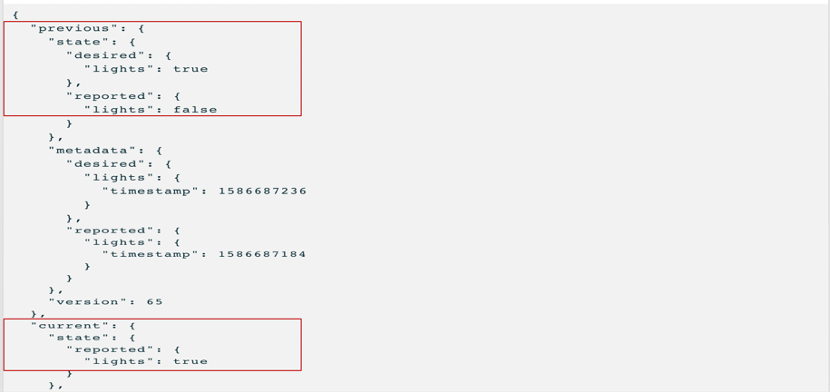 {
"previous": {
"state": {
"desired": {
"lights": true
},
"reported": {
"lights": false
}
},
"metadata": {
"desired": {
"lights": {
"timestamp": 1586687236
}
},
"reported": {
"lights": {
"timestamp": 1586687184
}
}
},
"version": 65
},
"current": {
"state": {
"reported": {
"lights": true
}
},